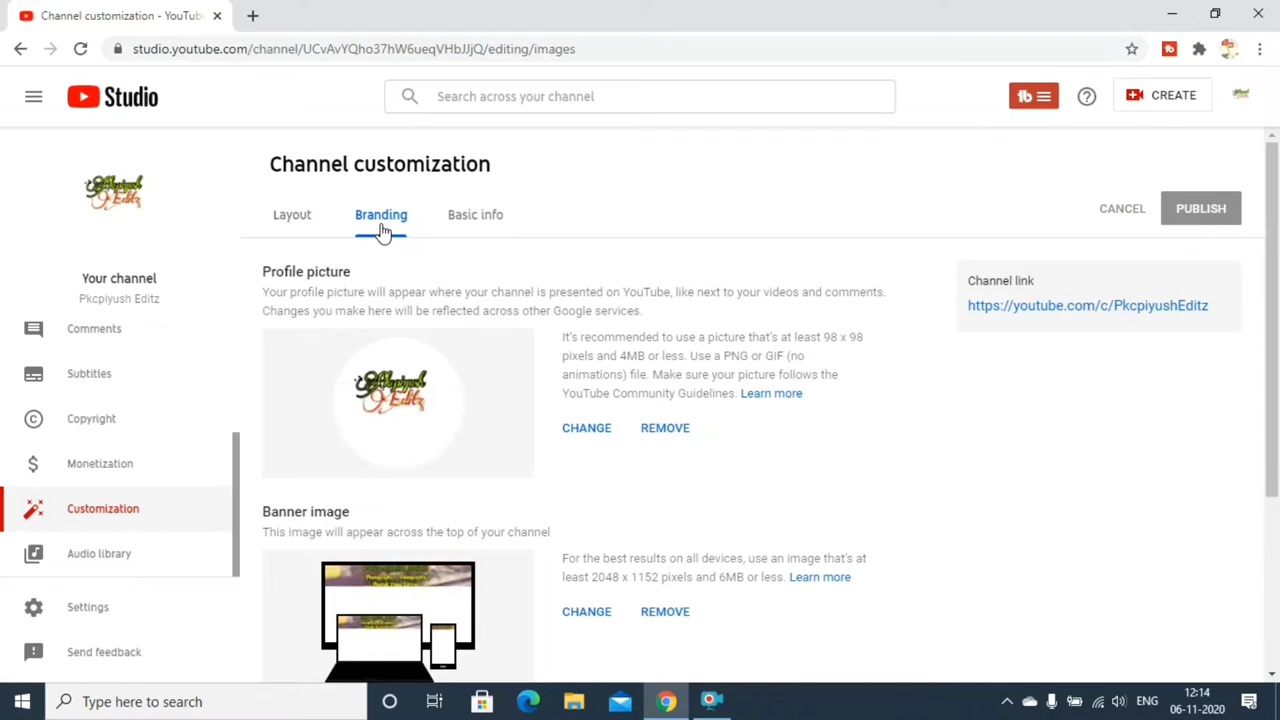 Channel customization - YouTub
studio.youtube.com/channel/UCvAvYQho37hW6ueqVHbJJjQ/editing/images
Studio
Search across your channel
CREATE
Channel customization
Layout
Branding
Basic info
CANCEL
PUBLISH
Your channel
Pkcpiyush Editz
Comments
Subtitles
Copyright
Monetization
Customization
Audio library
Settings
Send feedback
Profile picture
Your profile picture will appear where your channel is presented on YouTube, like next to your videos and comments.
Changes you make here will be reflected across other Google services.
It's recommended to use a picture that's at least 98 x 98
pixels and 4MB or less. Use a PNG or GIF (no
animations) file. Make sure your picture follows the
YouTube Community Guidelines. Learn more
CHANGE
REMOVE
Channel link
https://youtube.com/c/PkcpiyushEditz
Banner image
This image will appear across the top of your channel
For the best results on all devices, use an image that's at
least 2048 x 1152 pixels and 6MB or less. Learn more
CHANGE
REMOVE
Type here to search
ENG
12:14
06-11-2020